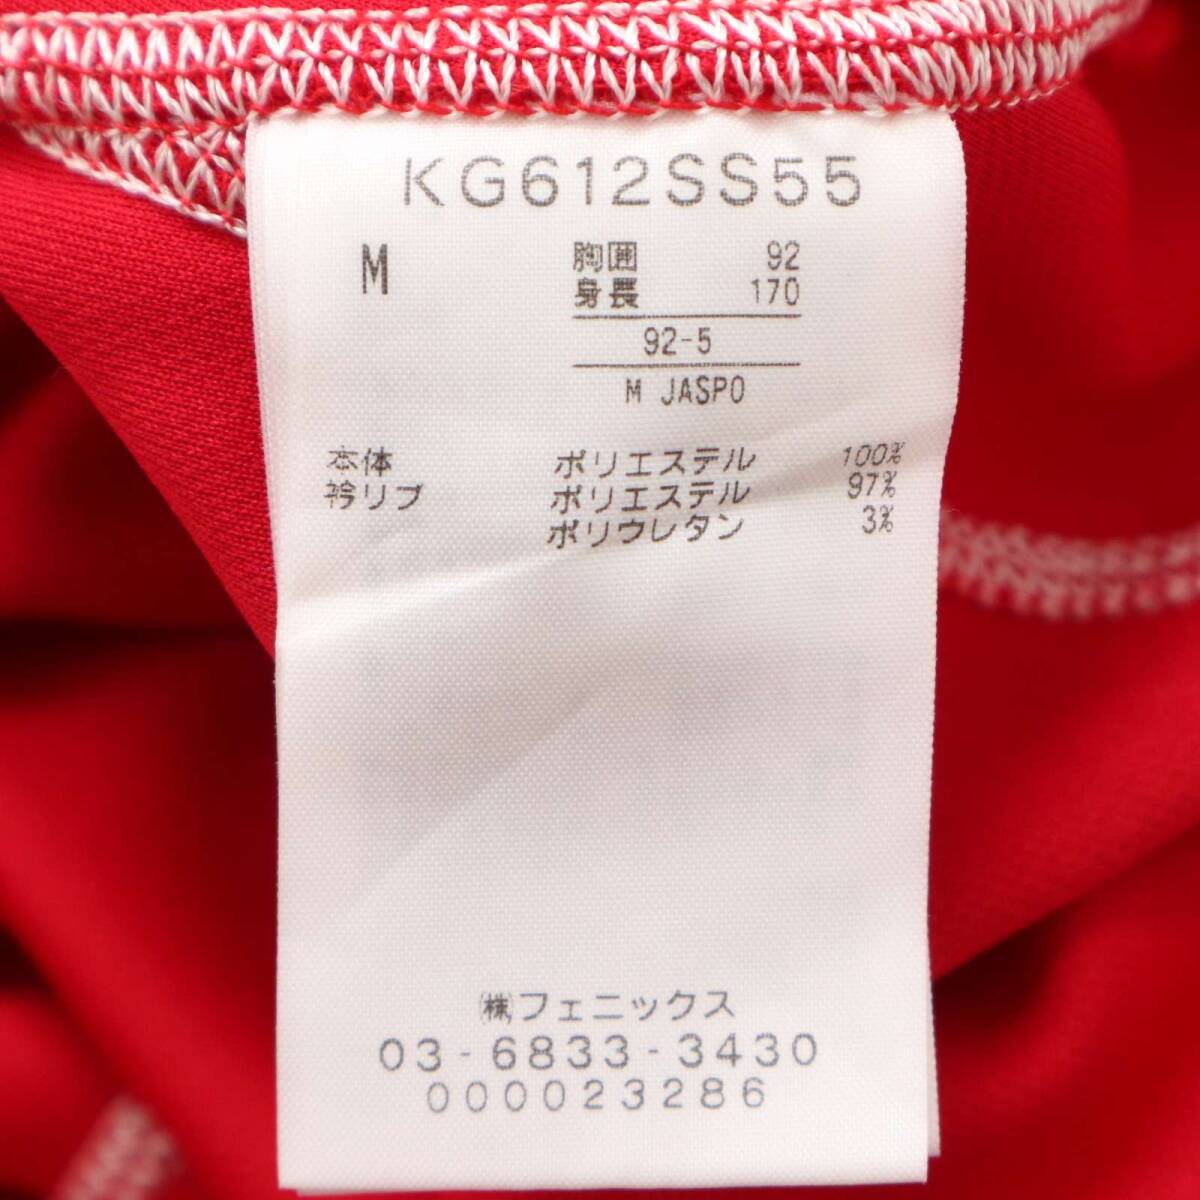 KG612SS55
M 胸囲 92
身長 170
92-5
M JASPO
本体 ポリエステル 100%
衿リブ ポリエステル 97%
ポリウレタン 3%
㈱フェニックス
03-6833-3430
000023286